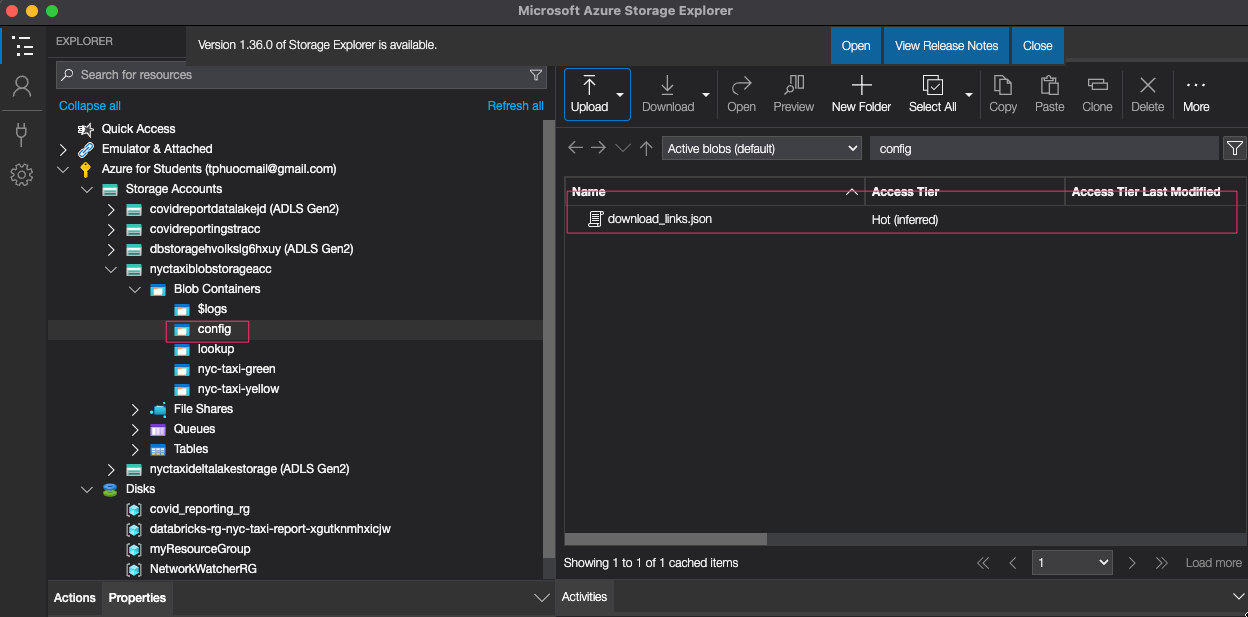 Microsoft Azure Storage Explorer
EXPLORER
Version 1.36.0 of Storage Explorer is available.
Open
View Release Notes
Close
Search for resources
Collapse all
Refresh all
Quick Access
Emulator & Attached
Azure for Students (tphuocmail@gmail.com)
Storage Accounts
covidreportdatalakejd (ADLS Gen2)
covidreportingstracc
dbstoragehvolkslg6hxuy (ADLS Gen2)
nyctaxiblobstorageacc
Blob Containers
$logs
config
lookup
nyc-taxi-green
nyc-taxi-yellow
File Shares
Queues
Tables
nyctaxideltalakestorage (ADLS Gen2)
Disks
covid_reporting_rg
databricks-rg-nyc-taxi-report-xgutknmhxicjw
myResourceGroup
NetworkWatcherRG
Actions
Properties
Upload
Download
Open
Preview
New Folder
Select All
Copy
Paste
Clone
Delete
More
Active blobs (default)
config
Name
Access Tier
Access Tier Last Modified
download_links.json
Hot (inferred)
Showing 1 to 1 of 1 cached items
1
Load more
Activities